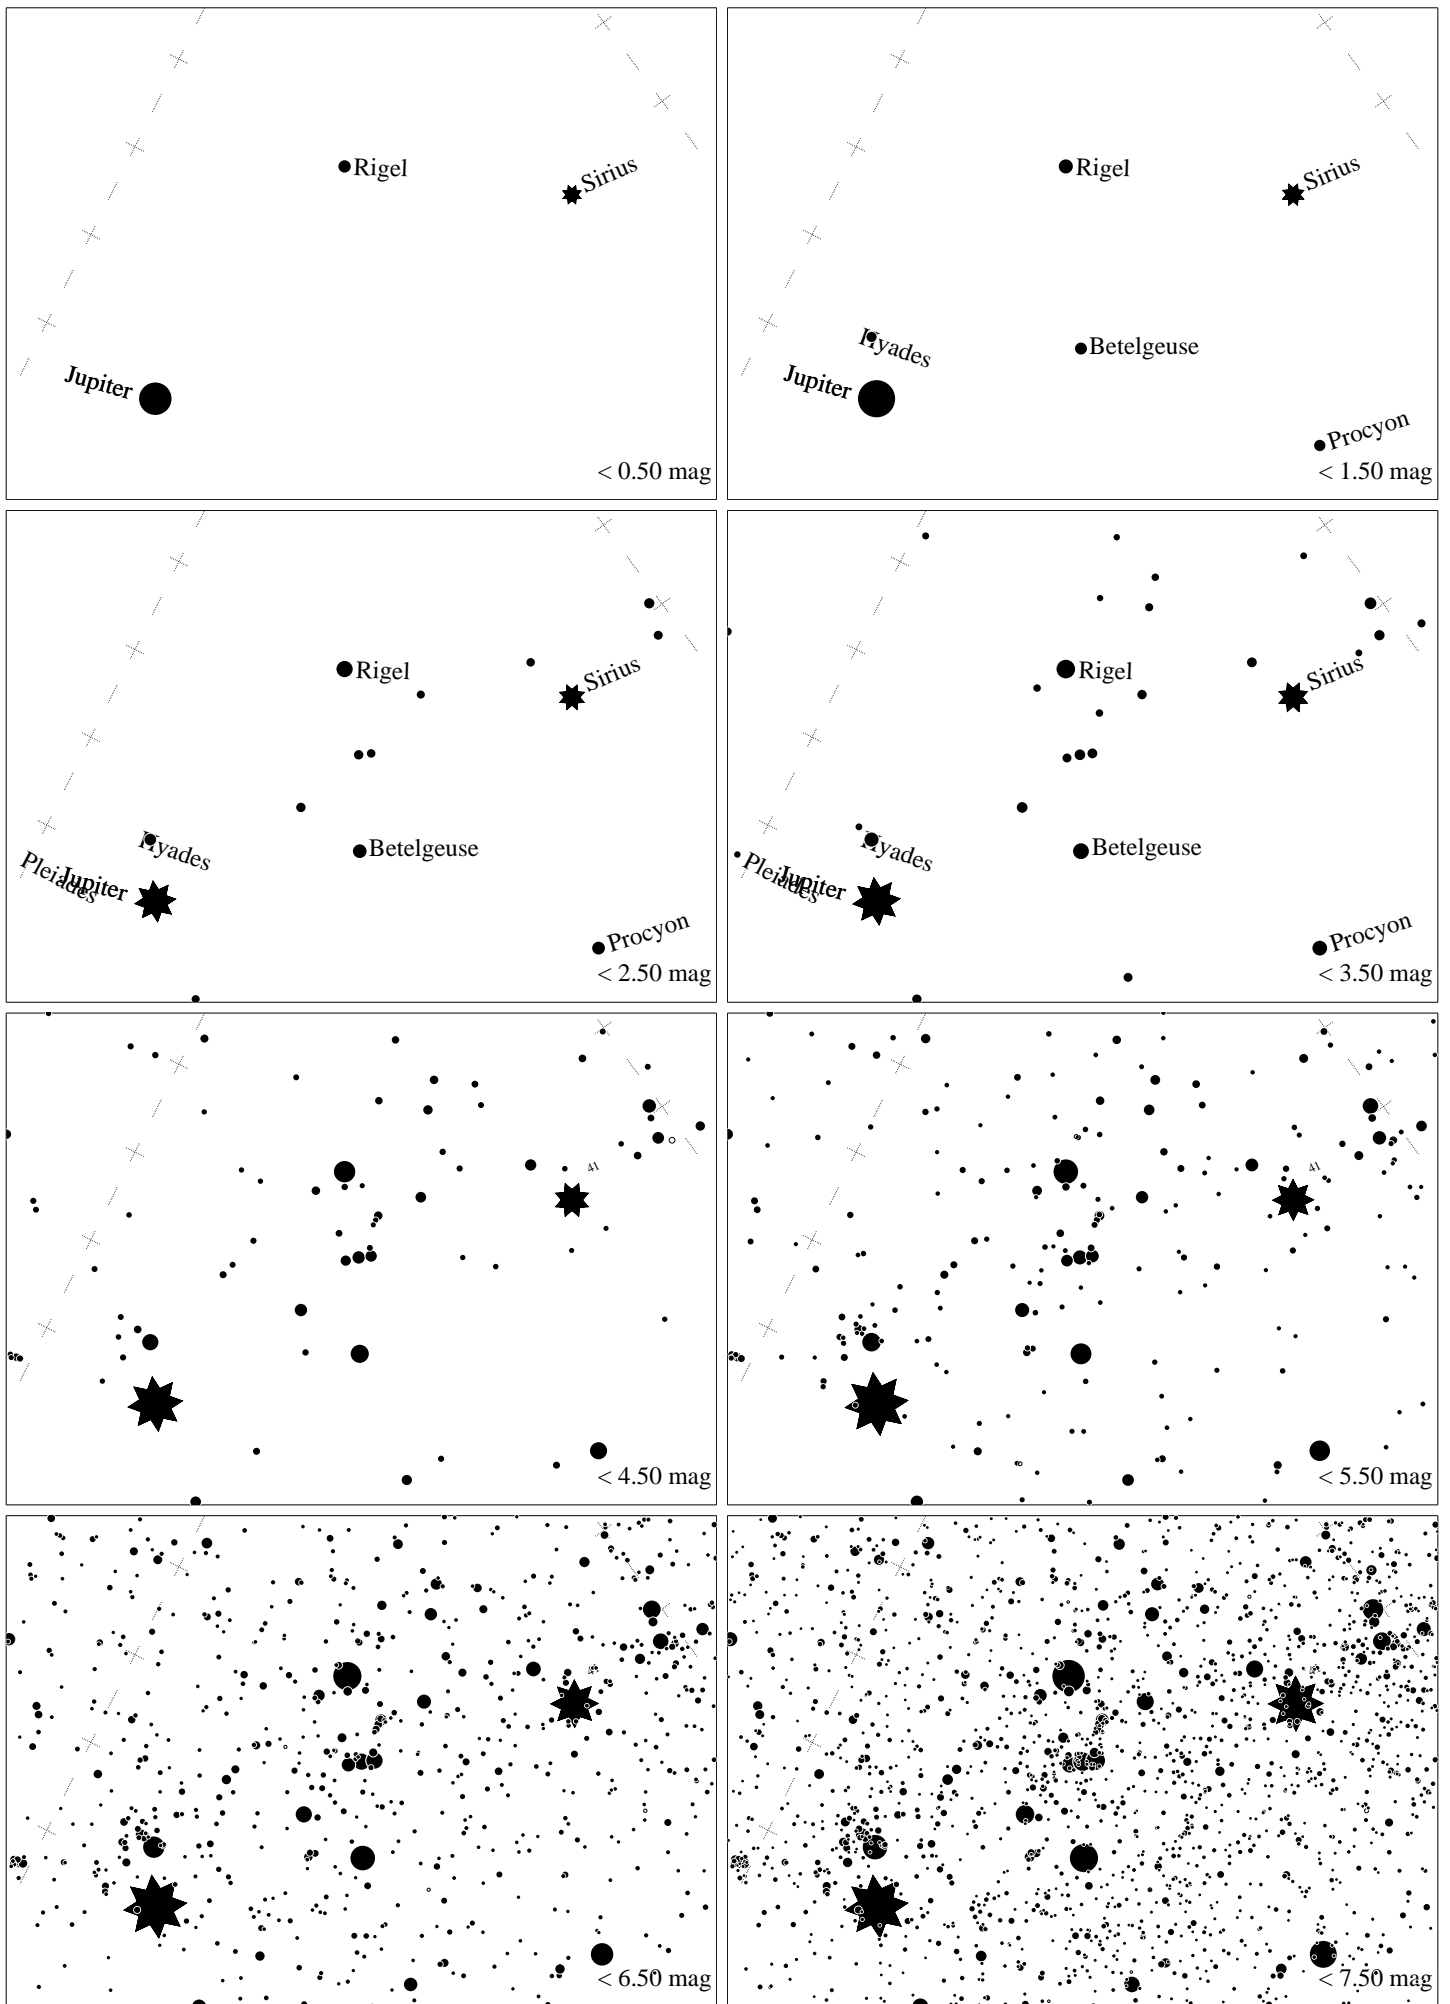 Rigel
Sirius
Jupiter
< 0.50 mag
Rigel
Sirius
Hyades
Betelgeuse
Jupiter
Procyon
< 1.50 mag
Rigel
Sirius
Hyades
Betelgeuse
Pleiades
Jupiter
Procyon
< 2.50 mag
Rigel
Sirius
Hyades
Betelgeuse
Pleiades
Jupiter
Procyon
< 3.50 mag
41
< 4.50 mag
41
< 5.50 mag
< 6.50 mag
< 7.50 mag